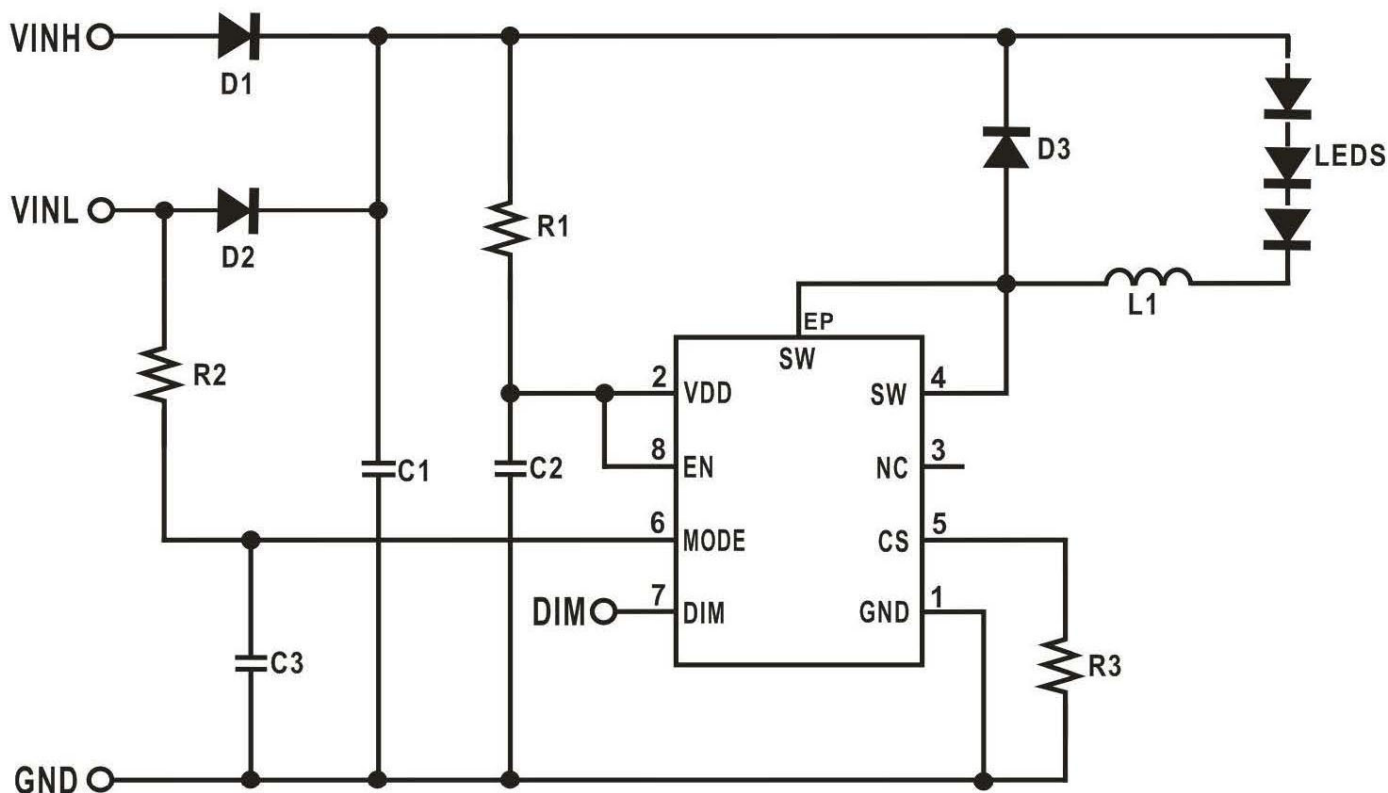 VINH
D1
D3
LEDS
VINL
D2
R1
L1
EP
SW
R2
2
VDD
SW
4
8
EN
NC
3
C1
C2
6
MODE
CS
5
DIM
7
DIM
GND
1
C3
R3
GND